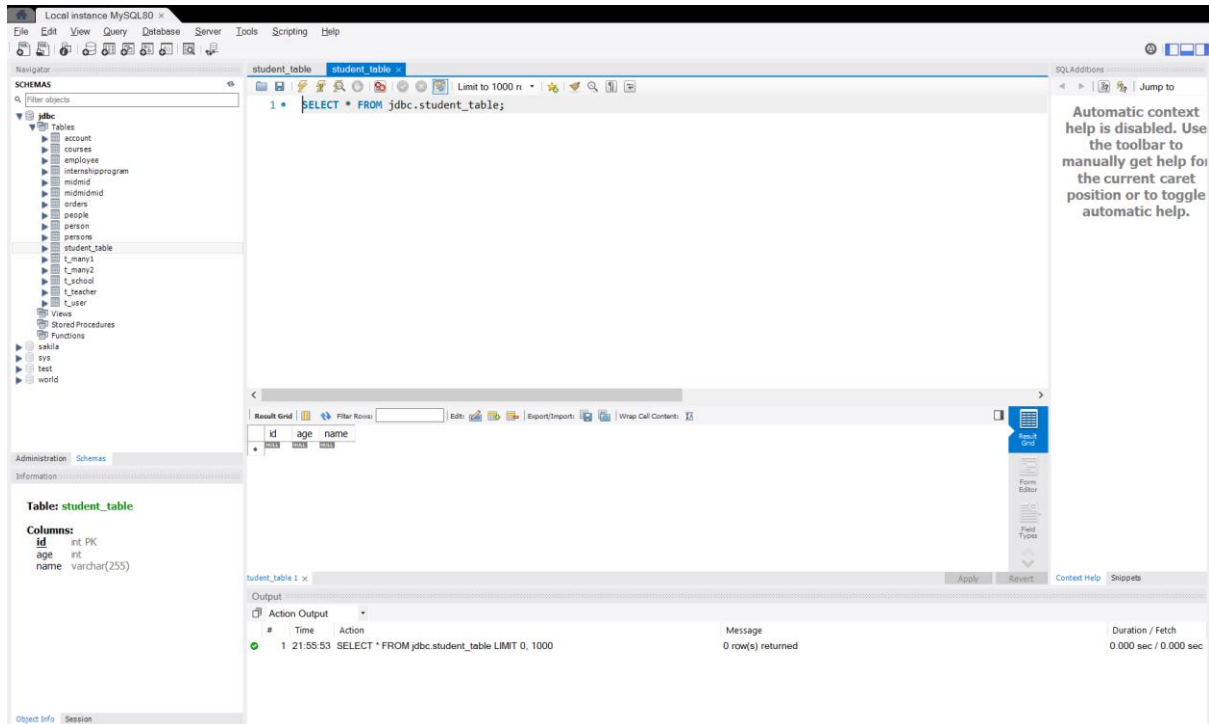 Local instance MySQL80 ×
File Edit View Query Database Server Tools Scripting Help
Navigator
SCHEMAS
Filter objects
jdbc
Tables
account
courses
employee
internshipprogram
midmid
midmidmid
orders
people
person
persons
student_table
t_many1
t_many2
t_school
t_teacher
t_user
Views
Stored Procedures
Functions
sakila
sys
test
world
Administration Schemas
Information
Table: student_table
Columns:
id int PK
age int
name varchar(255)
Object Info Session
student_table student_table ×
Limit to 1000 r
1 SELECT * FROM jdbc.student_table;
Result Grid Filter Rows: Edit: Export/Import: Wrap Cell Content:
id age name
* NULL NULL NULL
Result Grid
Form Editor
Field Types
tudent_table 1 × Apply Revert
Output
Action Output
# Time Action Message Duration / Fetch
1 21:55:53 SELECT * FROM jdbc.student_table LIMIT 0, 1000 0 row(s) returned 0.000 sec / 0.000 sec
SQLAdditions
Jump to
Automatic context
help is disabled. Use
the toolbar to
manually get help for
the current caret
position or to toggle
automatic help.
Context Help Snippets